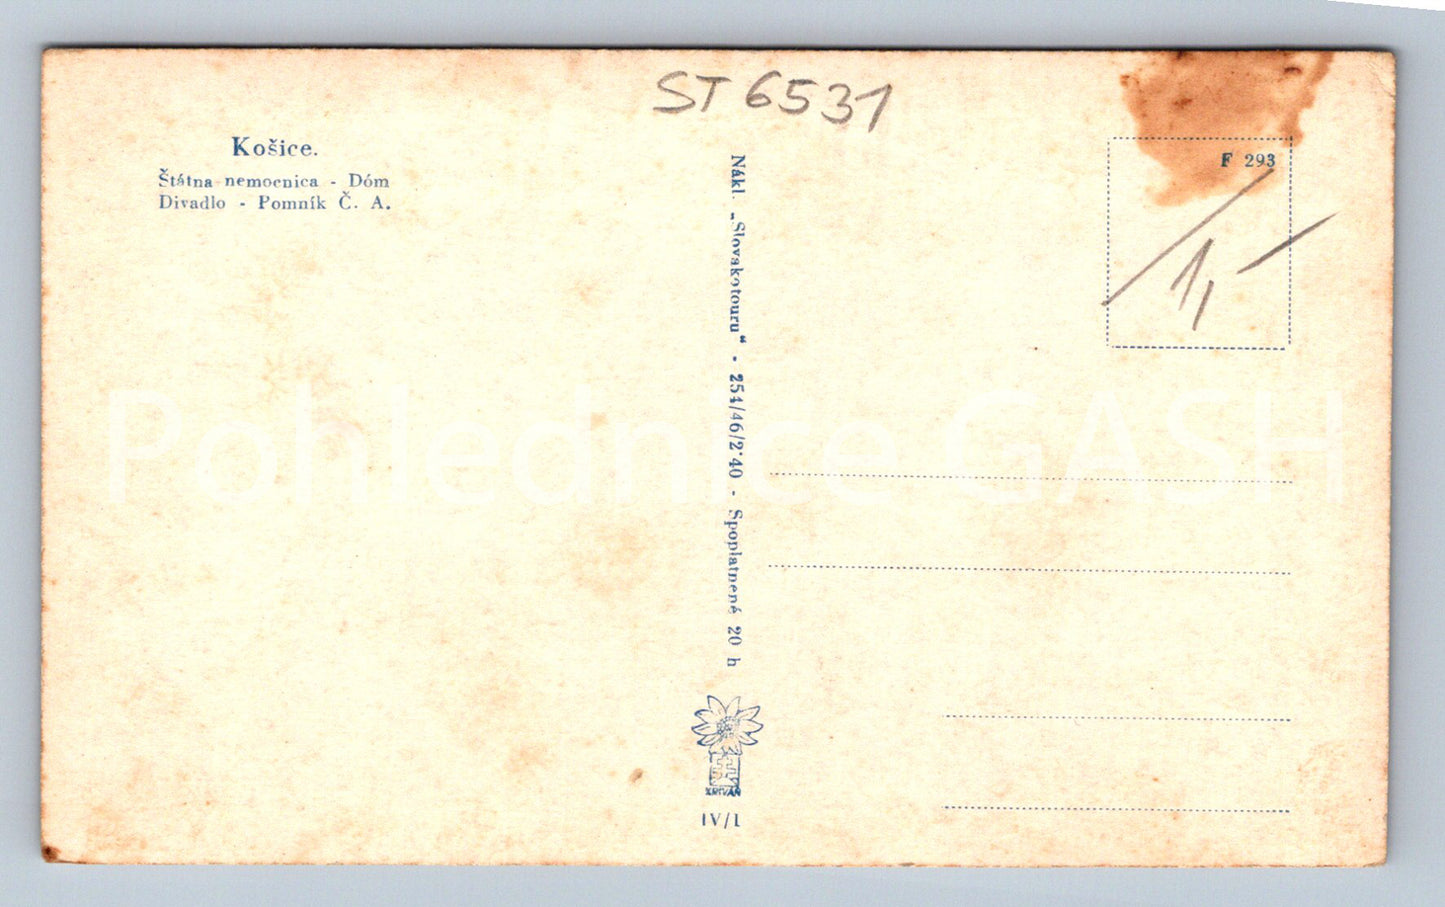 ST 6531
Košice.
Štátna nemocnica - Dóm
Divadlo - Pomník Č. A.
Nákl. „Slovakotouru“ - 254/46/2·40 - Spoplatnené 20 h
KRIVÁŇ
IV/1
F 293
1,-
Pohlednice GASH